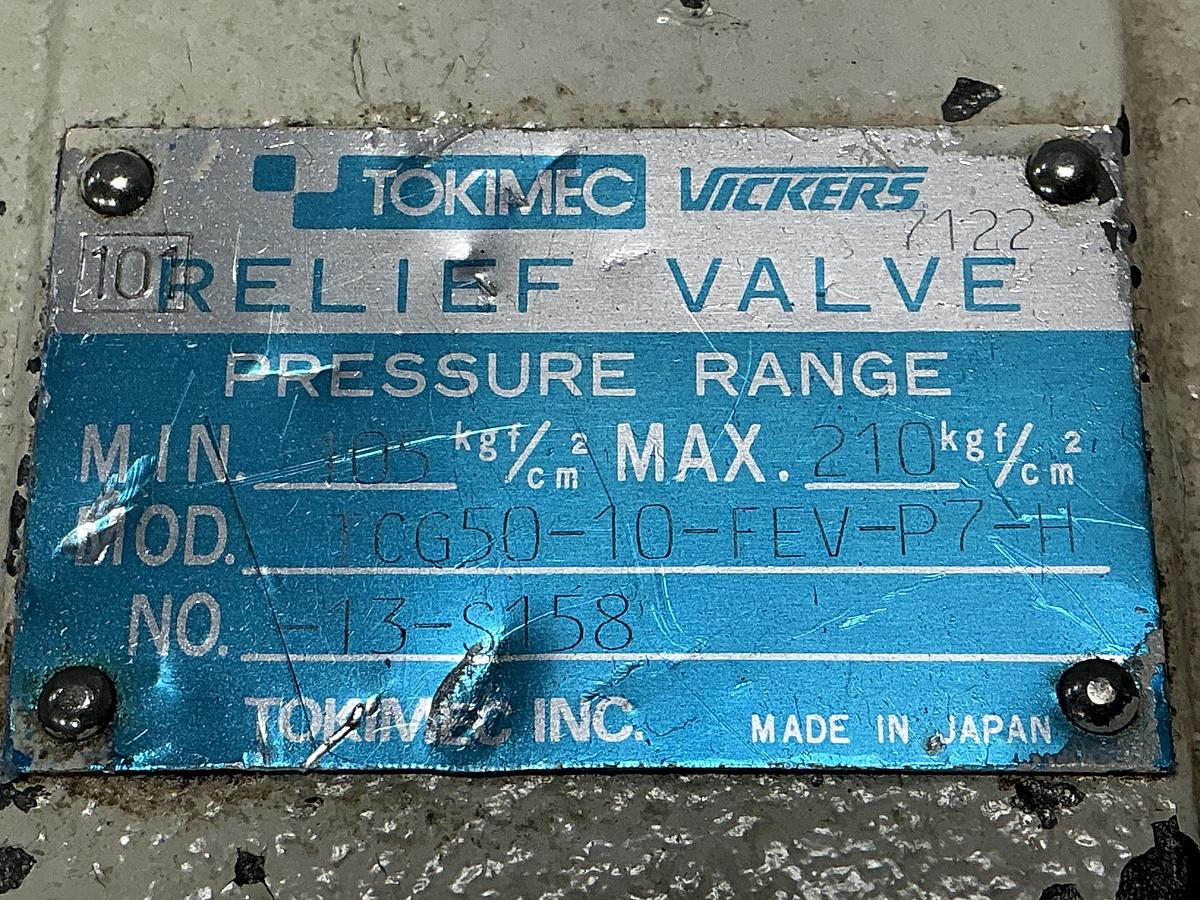 TOKIMEC VICKERS
7122
101 RELIEF VALVE
PRESSURE RANGE
MIN. 105 kgf/cm² MAX. 210 kgf/cm²
MOD. TCG50-10-FEV-P7-H
NO. -13-S158
TOKIMEC INC. MADE IN JAPAN